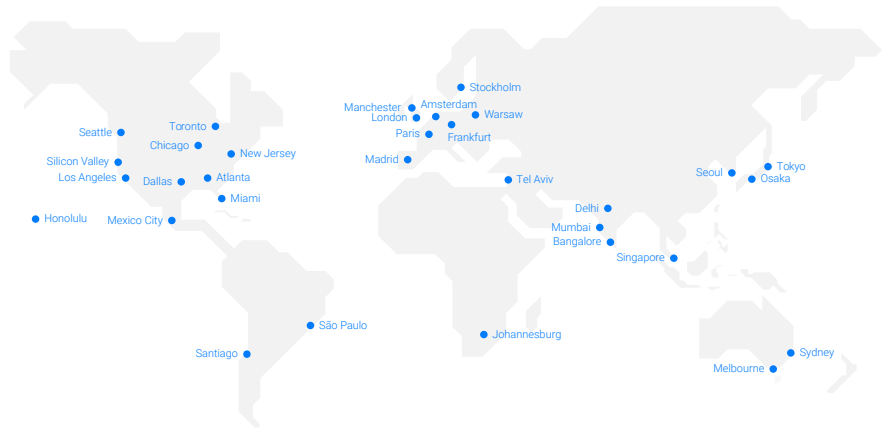 Stockholm
Amsterdam
Manchester
London
Warsaw
Toronto
Seattle
Paris
Frankfurt
Chicago
New Jersey
Madrid
Silicon Valley
Tokyo
Seoul
Los Angeles
Dallas
Atlanta
Tel Aviv
Osaka
Miami
Delhi
Honolulu
Mexico City
Mumbai
Bangalore
Singapore
São Paulo
Johannesburg
Santiago
Sydney
Melbourne